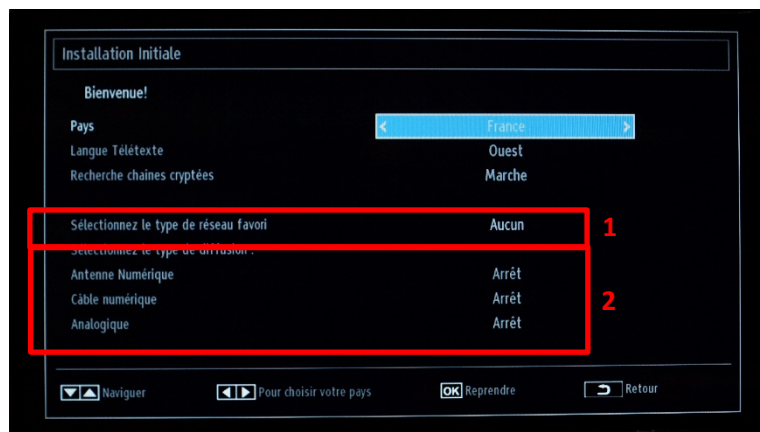 Installation Initiale
Bienvenue!
Pays < France >
Langue Télétexte Ouest
Recherche chaines cryptées Marche
Sélectionnez le type de réseau favori Aucun 1
Sélectionnez le type de diffusion :
Antenne Numérique Arrêt
Câble numérique Arrêt 2
Analogique Arrêt
Naviguer Pour choisir votre pays OK Reprendre Retour